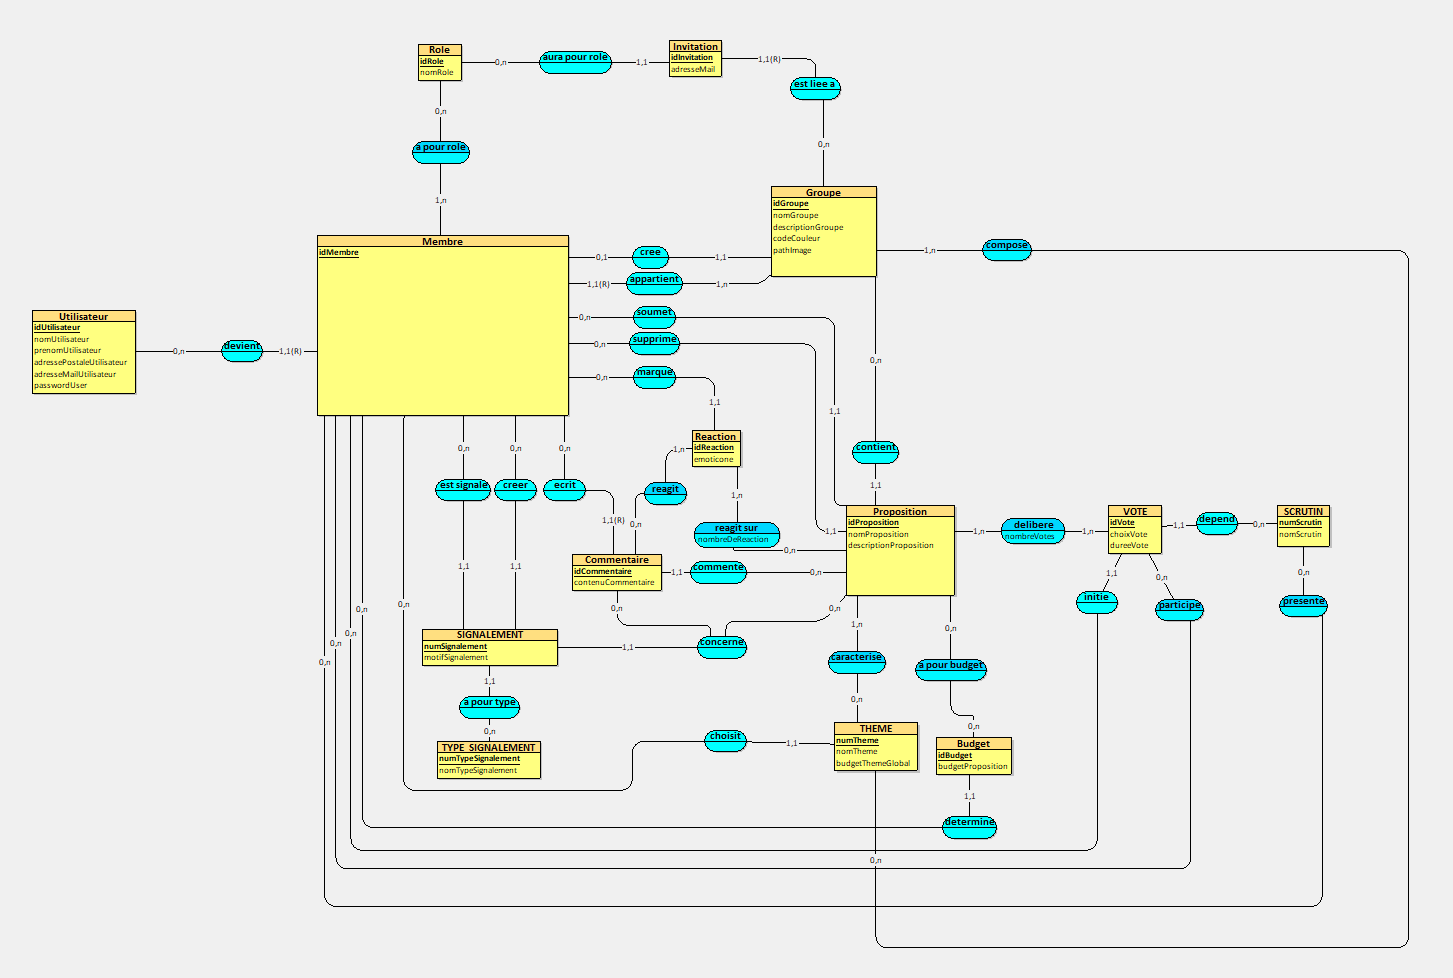 Role
idRole
nomRole
0,n
aura pour role
1,1
Invitation
idInvitation
adresseMail
1,1(R)
est liee a
0,n
0,n
a pour role
1,n
Groupe
idGroupe
nomGroupe
descriptionGroupe
codeCouleur
pathImage
1,n
compose
Membre
idMembre
0,1
cree
1,1
1,1(R)
appartient
1,n
0,n
soumet
1,1
0,n
supprime
1,1
0,n
marque
1,1
Utilisateur
idUtilisateur
nomUtilisateur
prenomUtilisateur
adressePostaleUtilisateur
adresseMailUtilisateur
passwordUser
0,n
devient
1,1(R)
0,n
contient
1,1
Reaction
idReaction
emoticone
1,n
reagit
0,n
1,n
reagit sur
nombreDeReaction
0,n
0,n
est signale
1,1
0,n
creer
1,1
0,n
ecrit
1,1(R)
Commentaire
idCommentaire
contenuCommentaire
1,1
commente
0,n
Proposition
idProposition
nomProposition
descriptionProposition
1,n
delibere
nombreVotes
1,n
VOTE
idVote
choixVote
dureeVote
1,1
depend
0,n
SCRUTIN
numScrutin
nomScrutin
1,1
initie
0,n
participe
0,n
presente
0,n
0,n
0,n
0,n
0,n
0,n
concerne
0,n
1,1
SIGNALEMENT
numSignalement
motifSignalement
1,1
a pour type
0,n
TYPE_SIGNALEMENT
numTypeSignalement
nomTypeSignalement
1,n
caracterise
0,n
0,n
a pour budget
0,n
choisit
1,1
THEME
numTheme
nomTheme
budgetThemeGlobal
Budget
idBudget
budgetProposition
1,1
determine
0,n